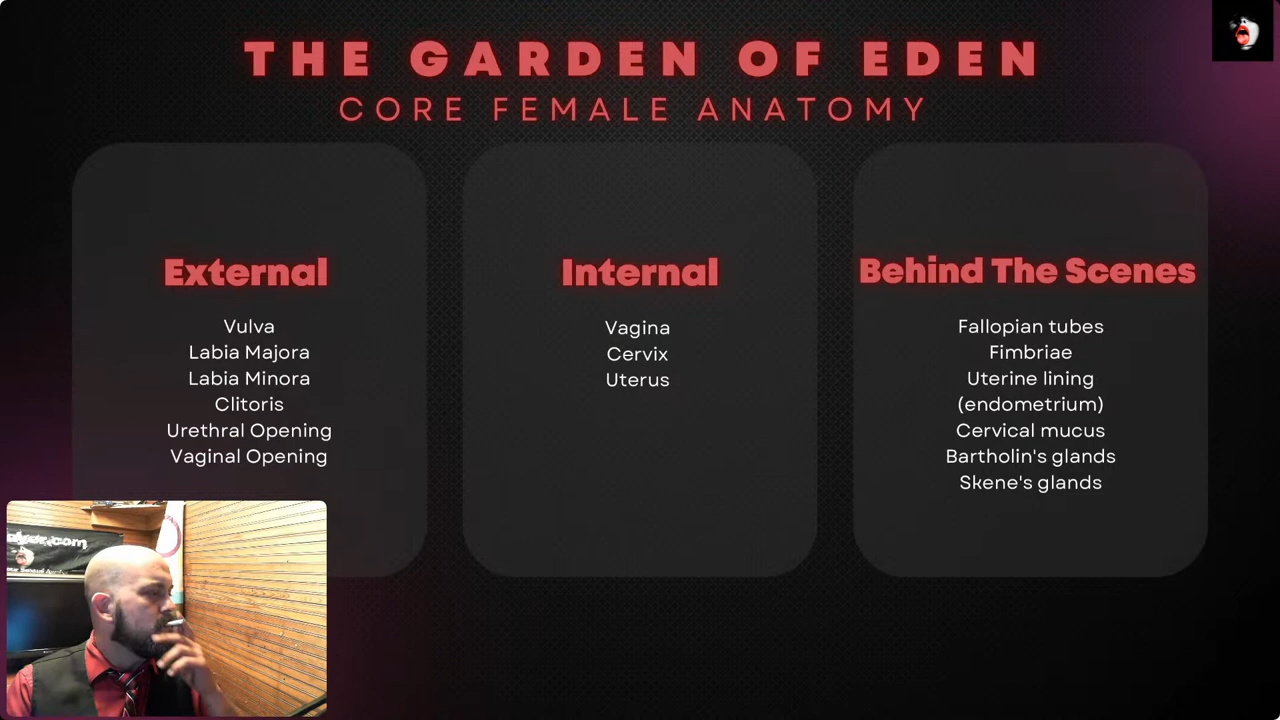 THE GARDEN OF EDEN
CORE FEMALE ANATOMY
External
Vulva
Labia Majora
Labia Minora
Clitoris
Urethral Opening
Vaginal Opening
Internal
Vagina
Cervix
Uterus
Behind The Scenes
Fallopian tubes
Fimbriae
Uterine lining
(endometrium)
Cervical mucus
Bartholin's glands
Skene's glands